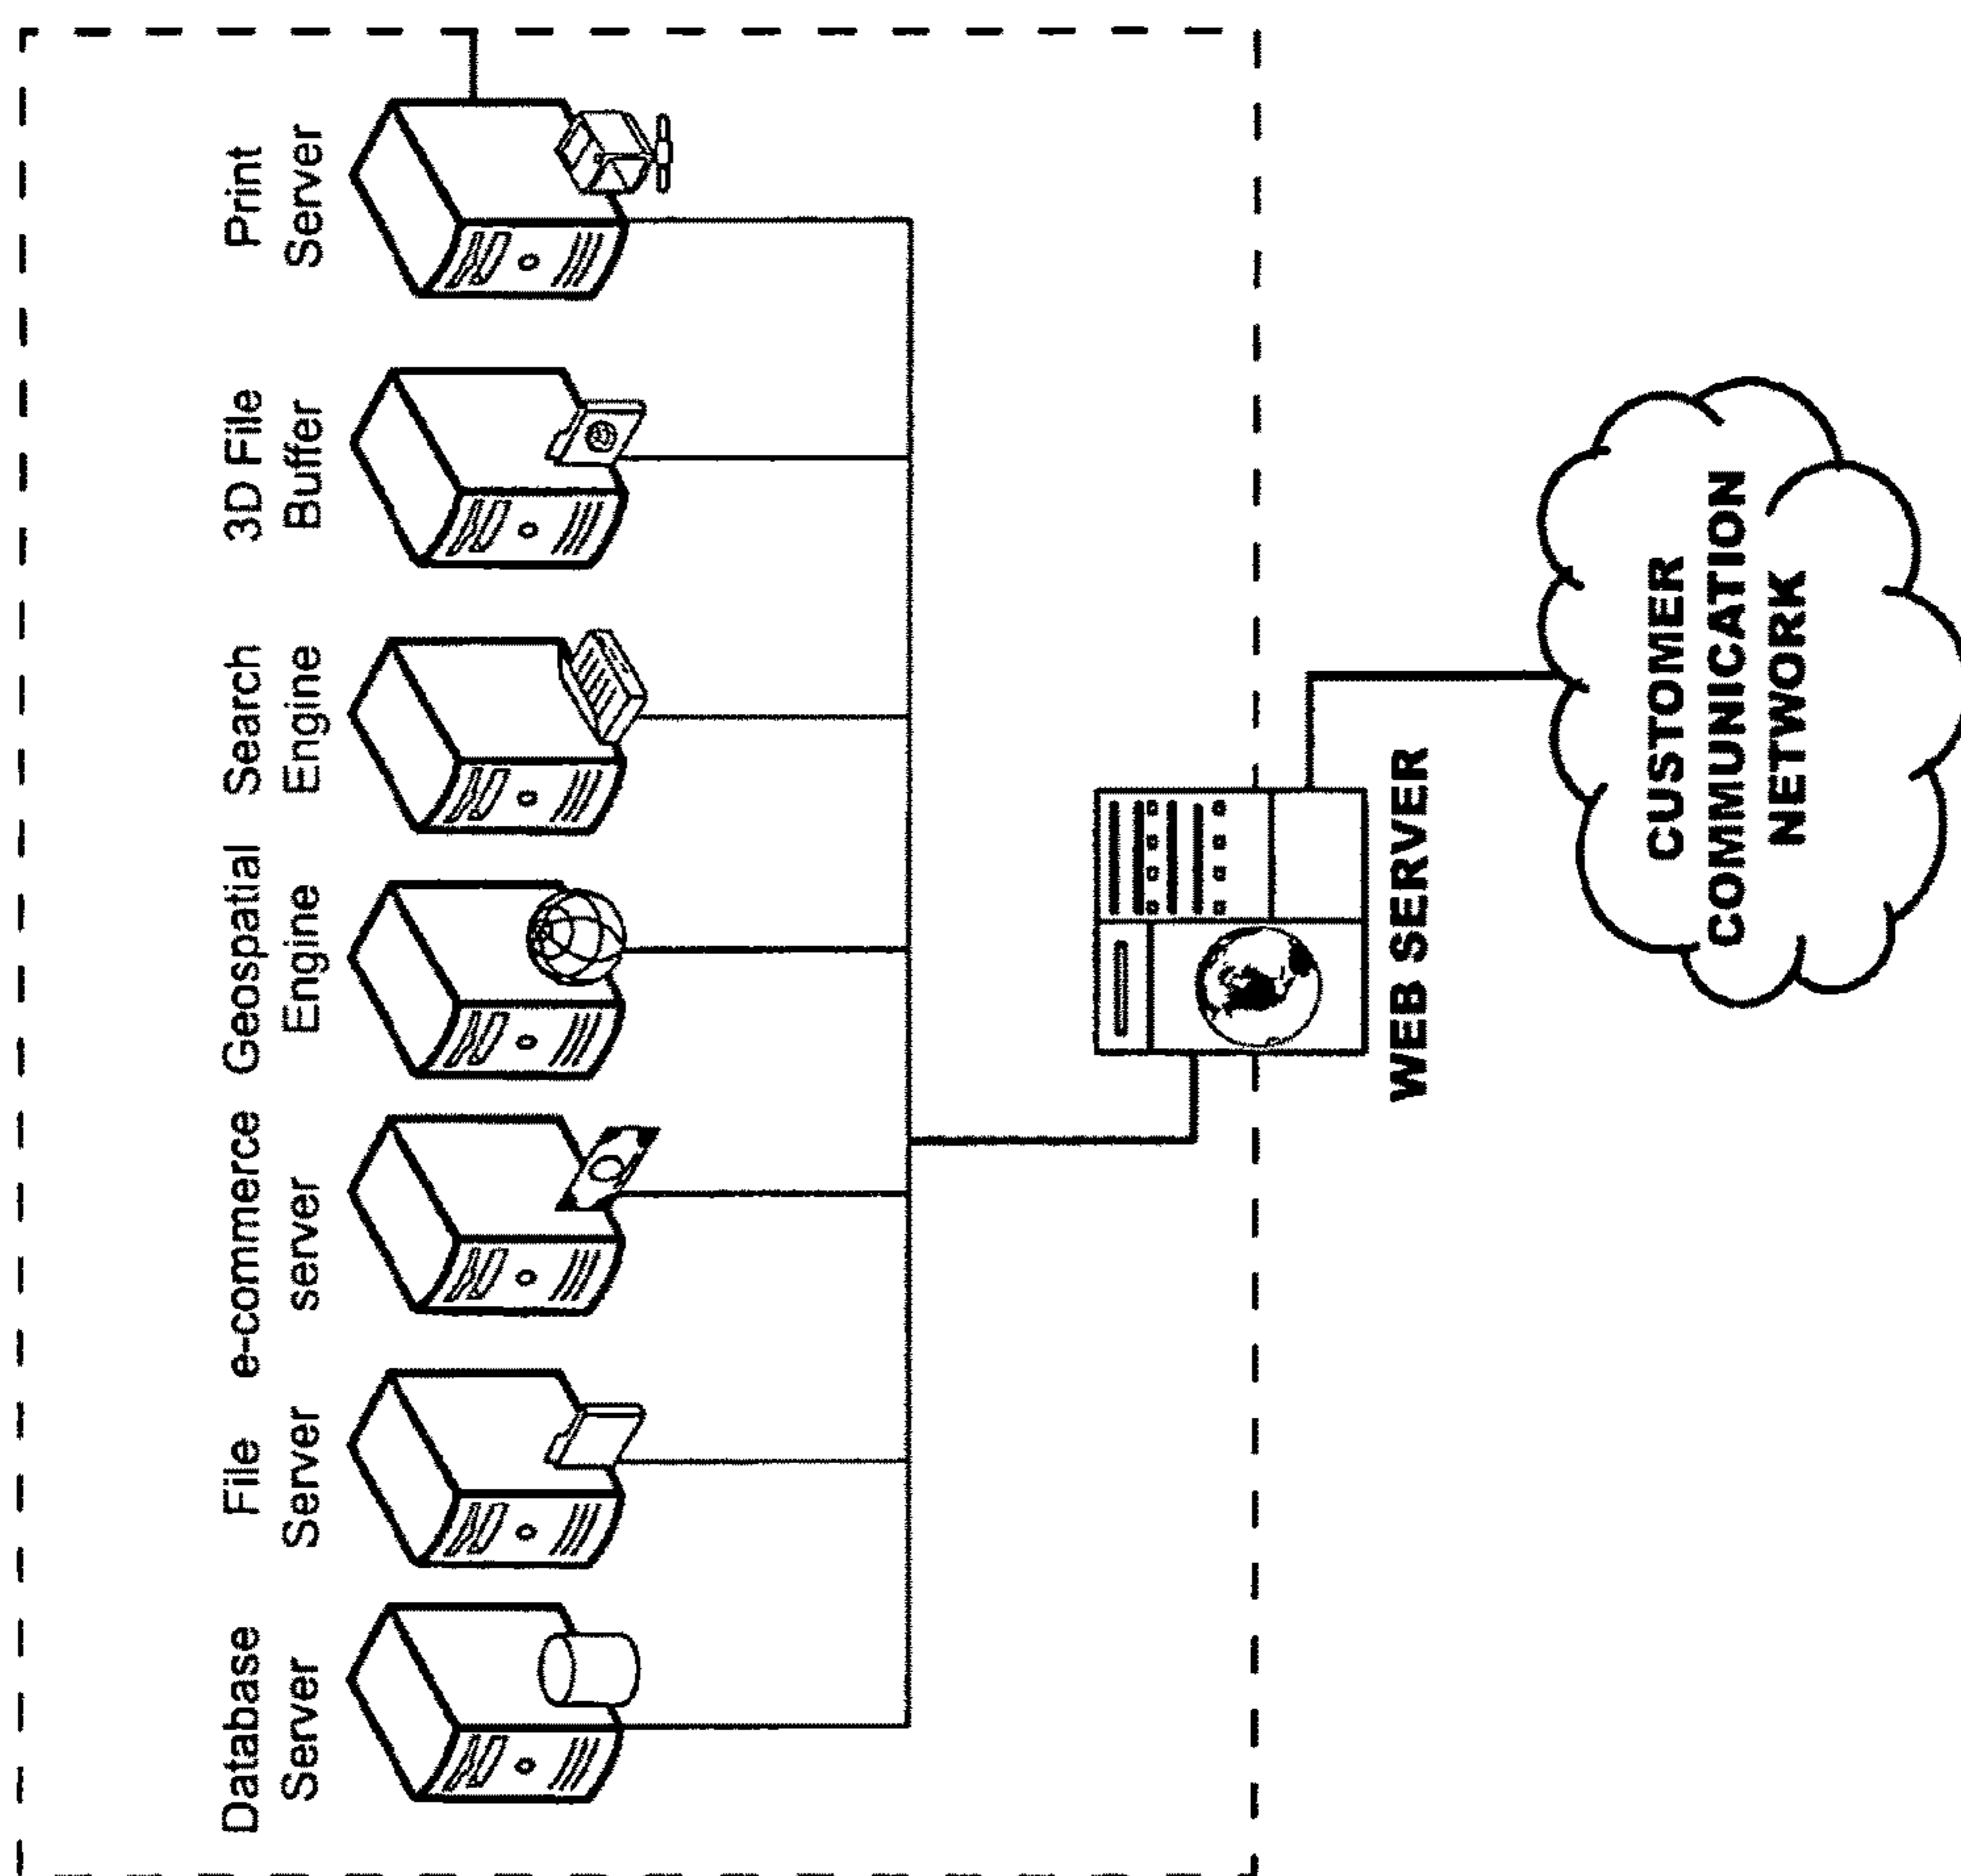 Database
Server
File
Server
e-commerce
server
Geospatial
Engine
Search
Engine
3D File
Buffer
Print
Server
WEB SERVER
CUSTOMER
COMMUNICATION
NETWORK